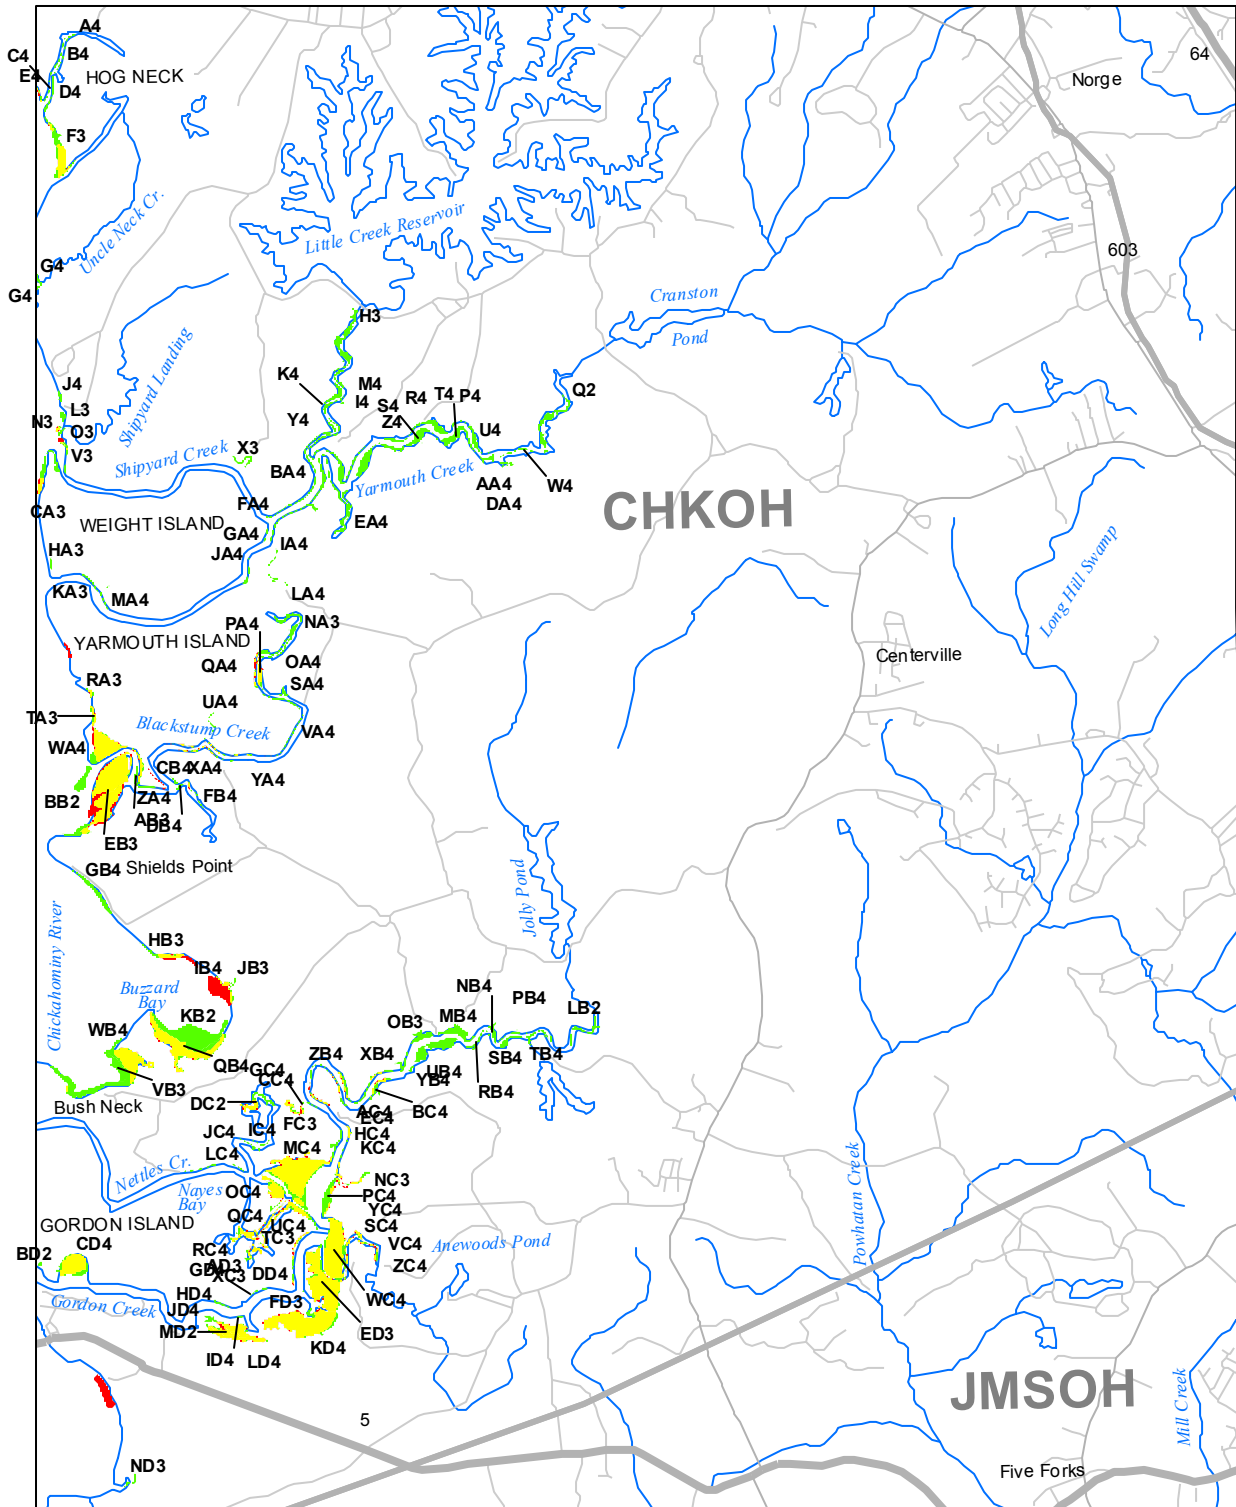 A4
C4
B4
64
E4
HOG NECK
Norge
D4
F3
Uncle Neck Cr.
Little Creek Reservoir
603
G4
G4
Cranston
H3
Pond
Shipyard Landing
K4
J4
M4
I4
Q2
L3
S4
R4
T4
P4
N3
Y4
Z4
O3
U4
V3
X3
Shipyard Creek
BA4
Yarmouth Creek
AA4
W4
CA3
FA4
DA4
CHKOH
WEIGHT ISLAND
EA4
GA4
IA4
HA3
JA4
Long Hill Swamp
KA3
MA4
LA4
PA4
NA3
YARMOUTH ISLAND
Centerville
QA4
OA4
RA3
SA4
UA4
TA3
Blackstump Creek
VA4
WA4
CB4
XA4
YA4
BB2
ZA4
FB4
AB3
DB4
EB3
GB4
Shields Point
Jolly Pond
Chickahominy River
HB3
IB4
JB3
Buzzard
Bay
NB4
PB4
LB2
KB2
WB4
OB3
MB4
ZB4
XB4
SB4
TB4
QB4
GC4
UB4
CC4
YB4
VB3
RB4
Bush Neck
DC2
AC4
BC4
EC4
IC4
FC3
JC4
HC4
MC4
KC4
LC4
Nettles Cr.
NC3
Nayes
Bay
OC4
PC4
Powhatan Creek
YC4
QC4
GORDON ISLAND
UC4
SC4
TC3
CD4
BD2
RC4
VC4
Anewoods Pond
AD3
ZC4
GD4
XC3
DD4
HD4
FD3
WC4
Gordon Creek
JD4
MD2
ED3
ID4
LD4
KD4
JMSOH
Mill Creek
5
ND3
Five Forks